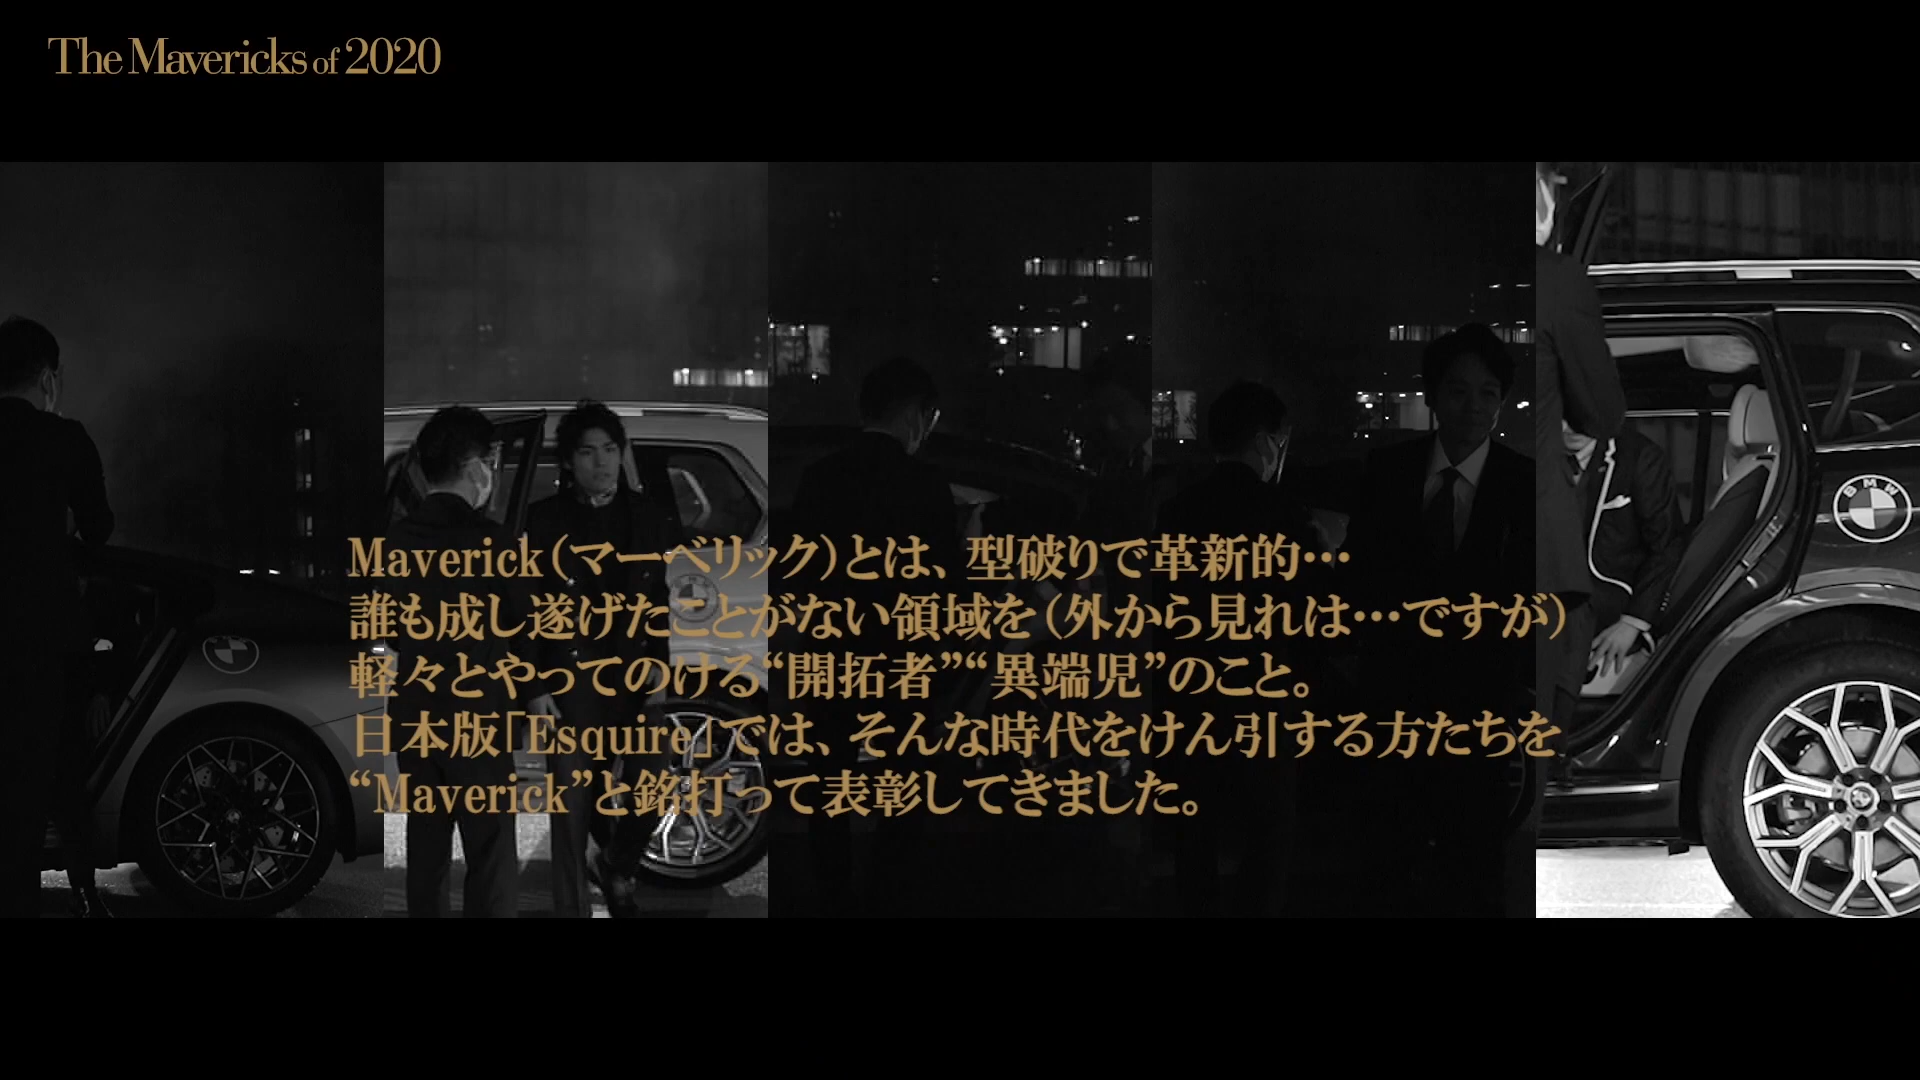 The Mavericks of 2020
BMW
Maverick（マーベリック）とは、型破りで革新的…
誰も成し遂げたことがない領域を（外から見れは…ですが）
軽々とやってのける“開拓者”“異端児”のこと。
日本版「Esquire」では、そんな時代をけん引する方たちを
“Maverick”と銘打って表彰してきました。